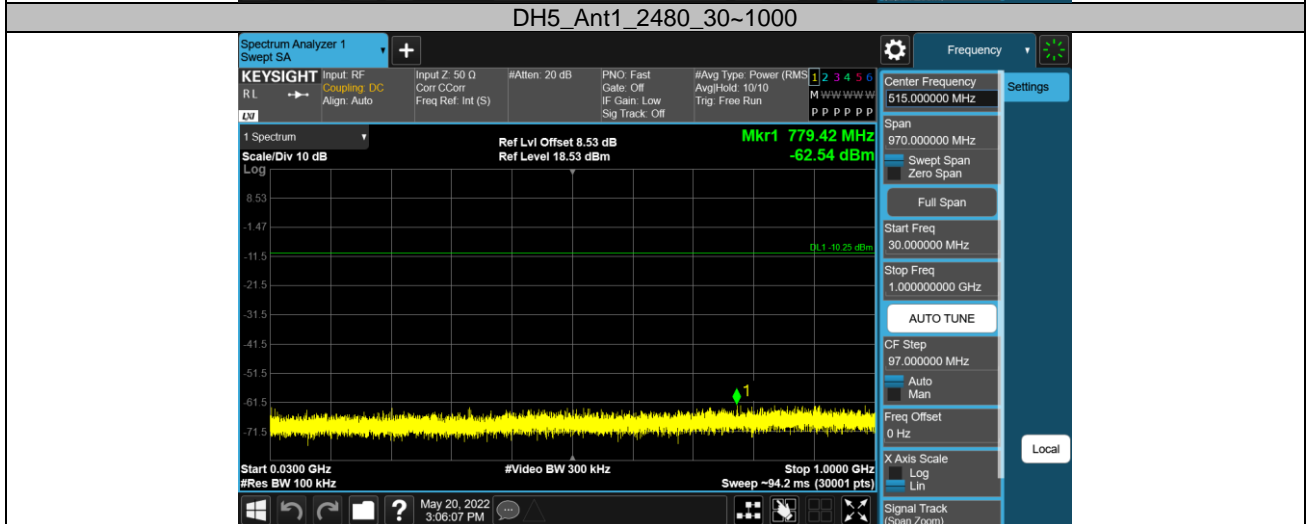 DH5_Ant1_2480_30~1000
Spectrum Analyzer 1
Swept SA
Frequency
KEYSIGHT
RL
LXI
Input: RF
Coupling: DC
Align: Auto
Input Z: 50 Ω
Corr CCorr
Freq Ref: Int (S)
#Atten: 20 dB
PNO: Fast
Gate: Off
IF Gain: Low
Sig Track: Off
#Avg Type: Power (RMS
Avg|Hold: 10/10
Trig: Free Run
1 2 3 4 5 6
M W W W W W
P P P P P P
Center Frequency
515.000000 MHz
Settings
1 Spectrum
Scale/Div 10 dB
Log
Ref Lvl Offset 8.53 dB
Ref Level 18.53 dBm
Mkr1 779.42 MHz
-62.54 dBm
Span
970.000000 MHz
Swept Span
Zero Span
Full Span
Start Freq
30.000000 MHz
Stop Freq
1.000000000 GHz
AUTO TUNE
CF Step
97.000000 MHz
Auto
Man
Freq Offset
0 Hz
X Axis Scale
Log
Lin
Signal Track
(Span Zoom)
Local
8.53
-1.47
DL1 -10.25 dBm
-11.5
-21.5
-31.5
-41.5
-51.5
1
-61.5
-71.5
Start 0.0300 GHz
#Video BW 300 kHz
Stop 1.0000 GHz
#Res BW 100 kHz
Sweep ~94.2 ms (30001 pts)
?
May 20, 2022
3:06:07 PM